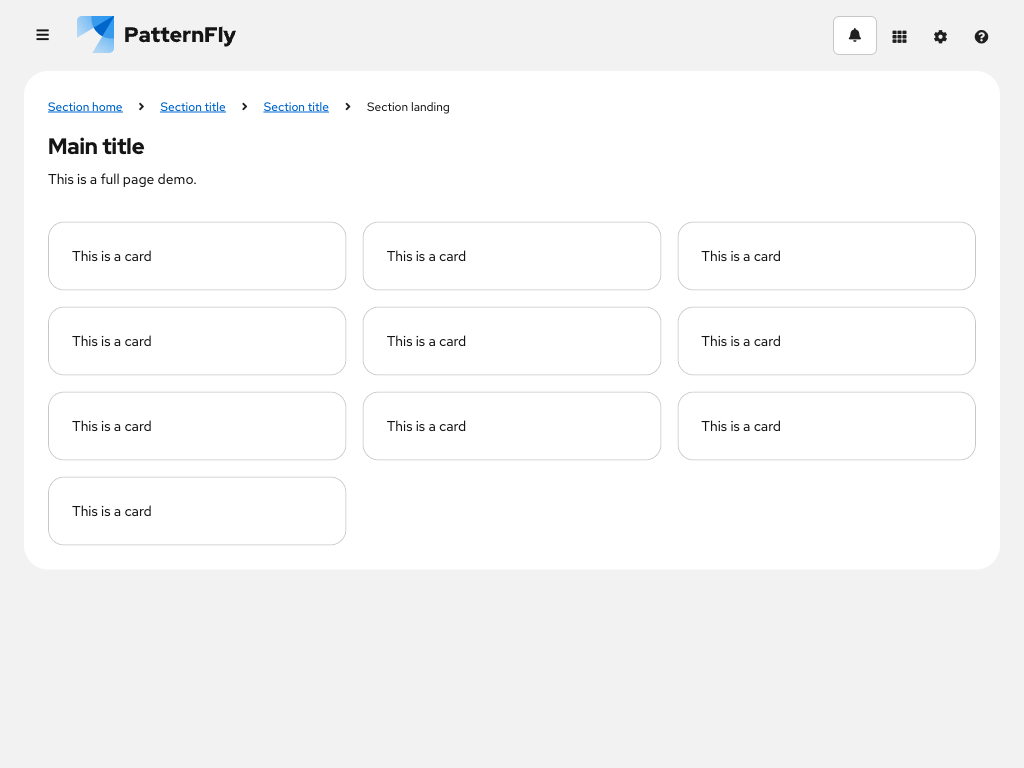 PatternFly
Section home Section title Section title Section landing
Main title
This is a full page demo.
This is a card This is a card This is a card
This is a card This is a card This is a card
This is a card This is a card This is a card
This is a card